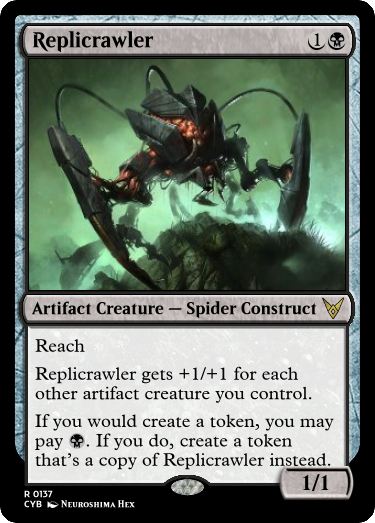 Replicrawler 1
Artifact Creature — Spider Construct
Reach
Replicrawler gets +1/+1 for each
other artifact creature you control.
If you would create a token, you may
pay . If you do, create a token
that's a copy of Replicrawler instead.
1/1
R 0137
CYB Neuroshima Hex